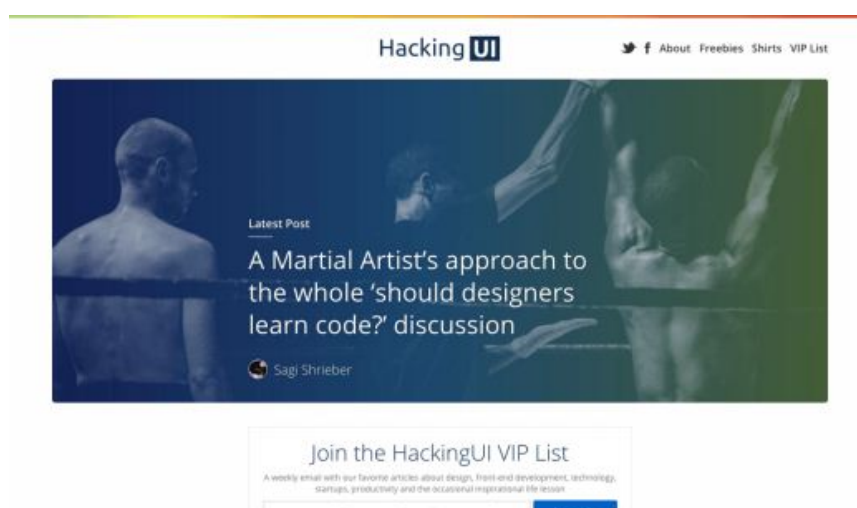 Hacking UI
About Freebies Shirts VIP List
Latest Post
A Martial Artist's approach to
the whole 'should designers
learn code?' discussion
Sagi Shrieber
Join the HackingUI VIP List
A weekly email with our favorite articles about design, front-end development, technology,
startups, productivity and the occasional inspirational life lesson